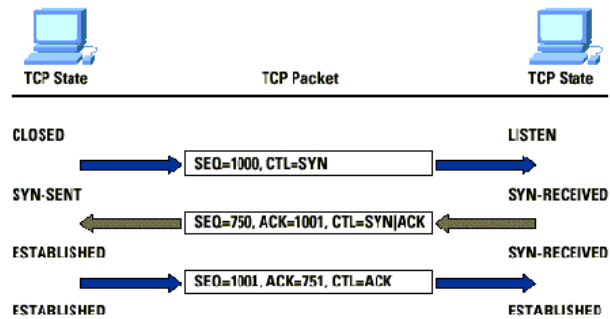 TCP State TCP Packet TCP State
CLOSED LISTEN
SEQ=1000, CTL=SYN
SYN-SENT SYN-RECEIVED
SEQ=750, ACK=1001, CTL=SYN|ACK
ESTABLISHED SYN-RECEIVED
SEQ=1001, ACK=751, CTL=ACK
ESTABLISHED ESTABLISHED